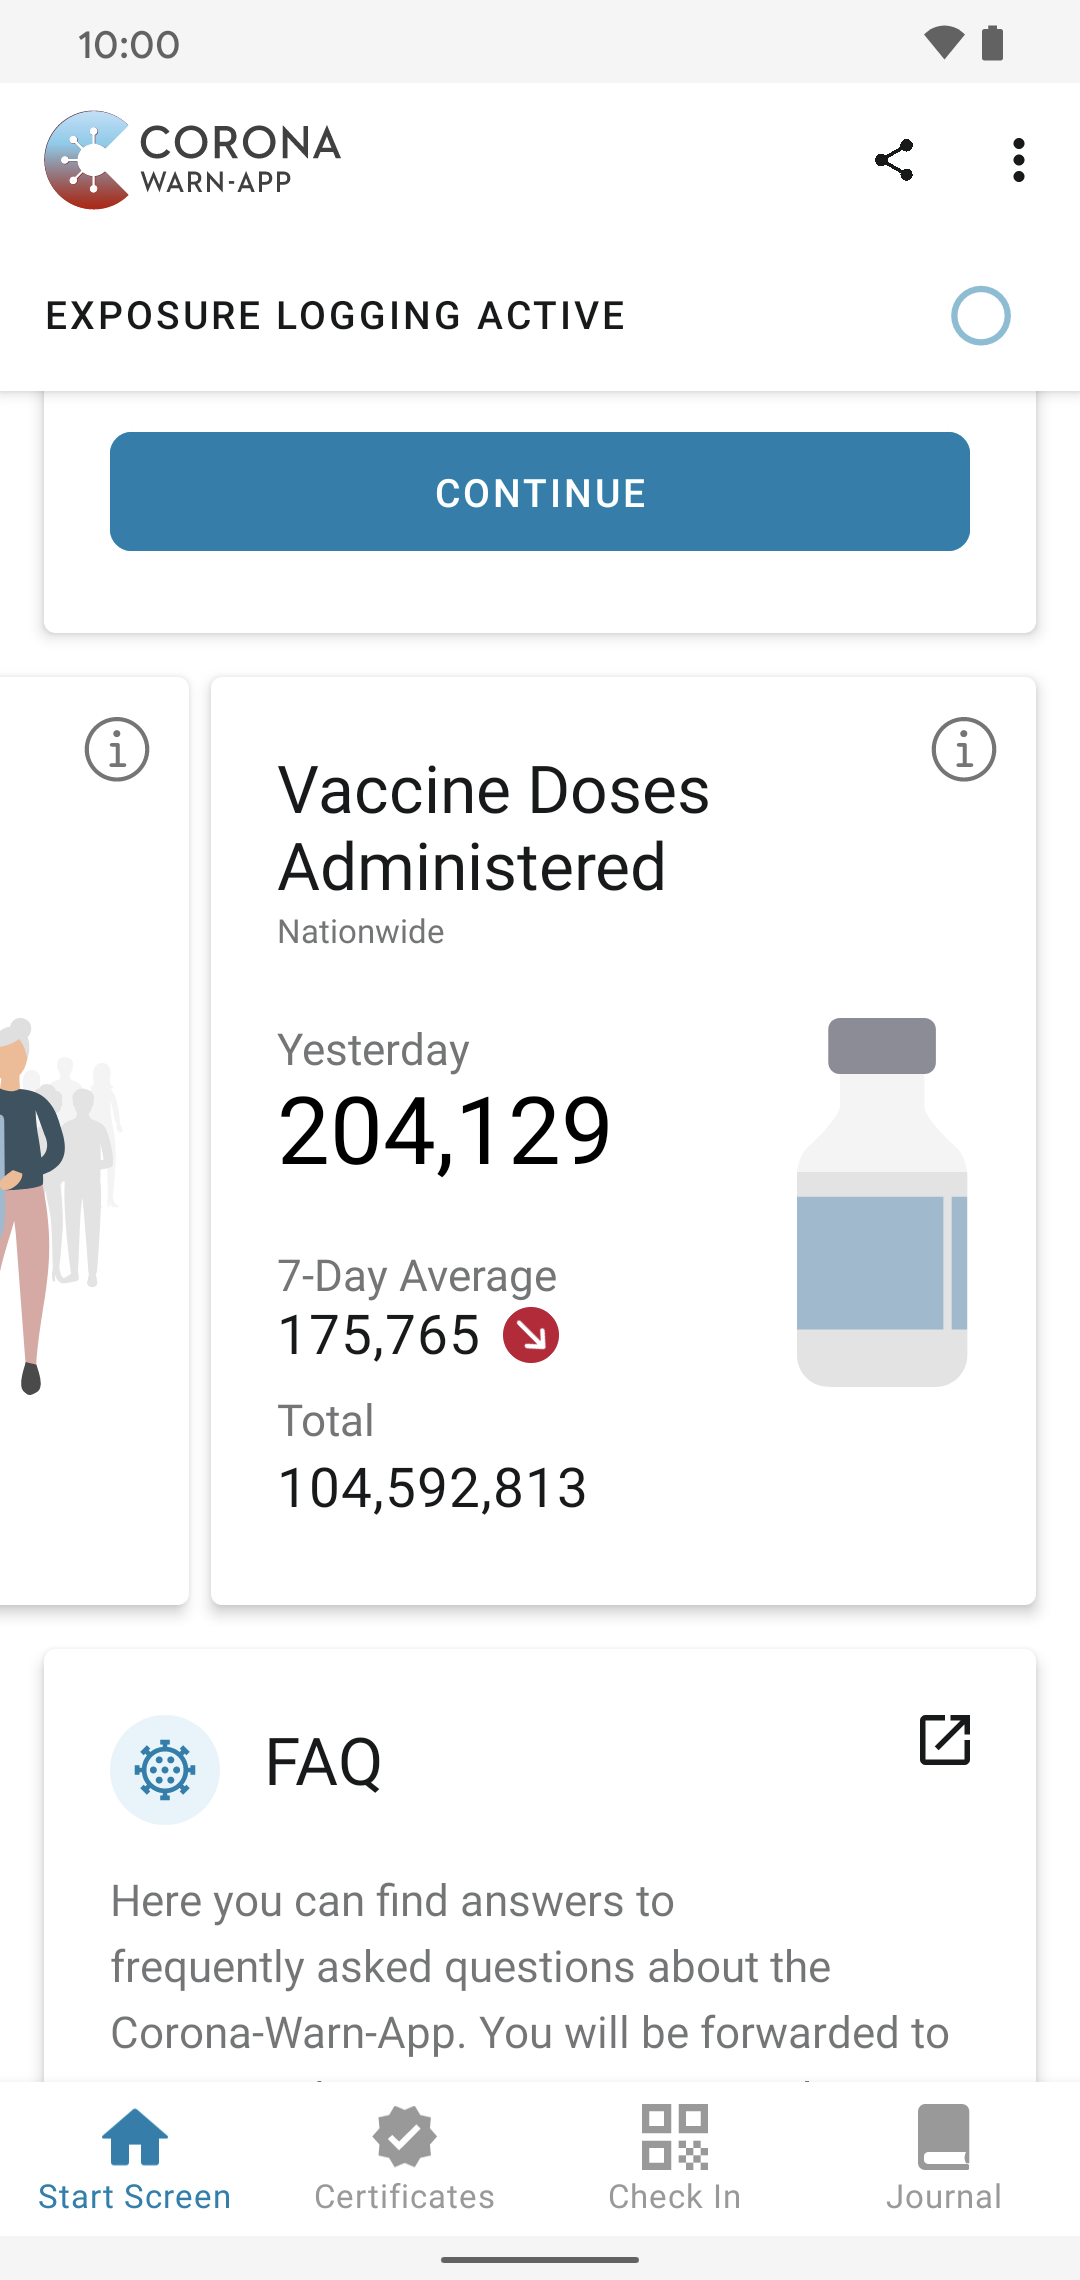 10:00
CORONA
WARN-APP
EXPOSURE LOGGING ACTIVE
CONTINUE
Vaccine Doses
Administered
Nationwide
Yesterday
204,129
7-Day Average
175,765
Total
104,592,813
FAQ
Here you can find answers to
frequently asked questions about the
Corona-Warn-App. You will be forwarded to
Start Screen
Certificates
Check In
Journal